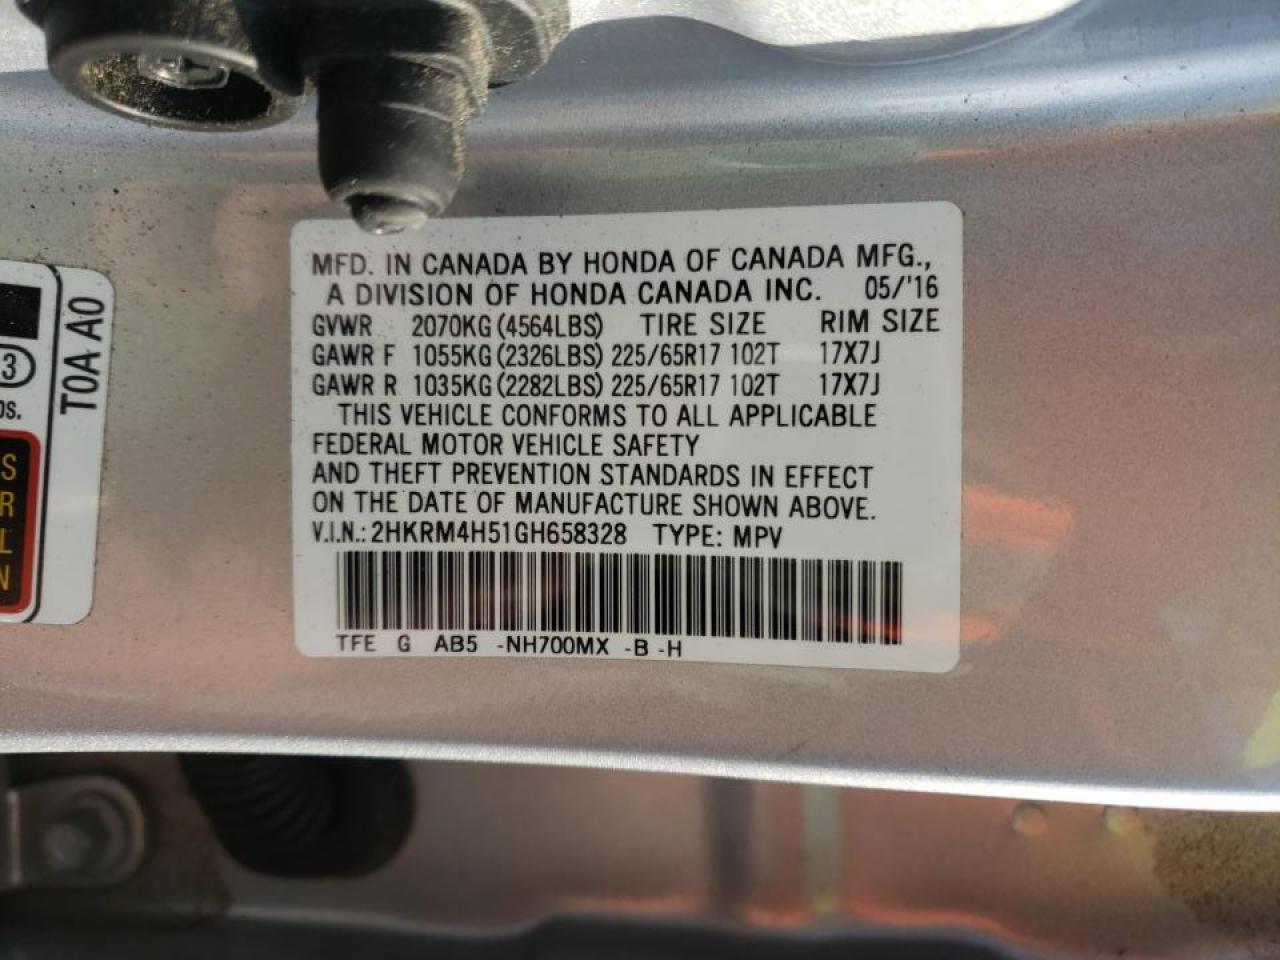 MFD. IN CANADA BY HONDA OF CANADA MFG.,
A DIVISION OF HONDA CANADA INC. 05/'16
GVWR 2070KG (4564LBS) TIRE SIZE RIM SIZE
GAWR F 1055KG (2326LBS) 225/65R17 102T 17X7J
GAWR R 1035KG (2282LBS) 225/65R17 102T 17X7J
THIS VEHICLE CONFORMS TO ALL APPLICABLE
FEDERAL MOTOR VEHICLE SAFETY
AND THEFT PREVENTION STANDARDS IN EFFECT
ON THE DATE OF MANUFACTURE SHOWN ABOVE.
V.I.N.: 2HKRM4H51GH658328 TYPE: MPV
TFE G AB5 -NH700MX -B -H
T0A A0
3